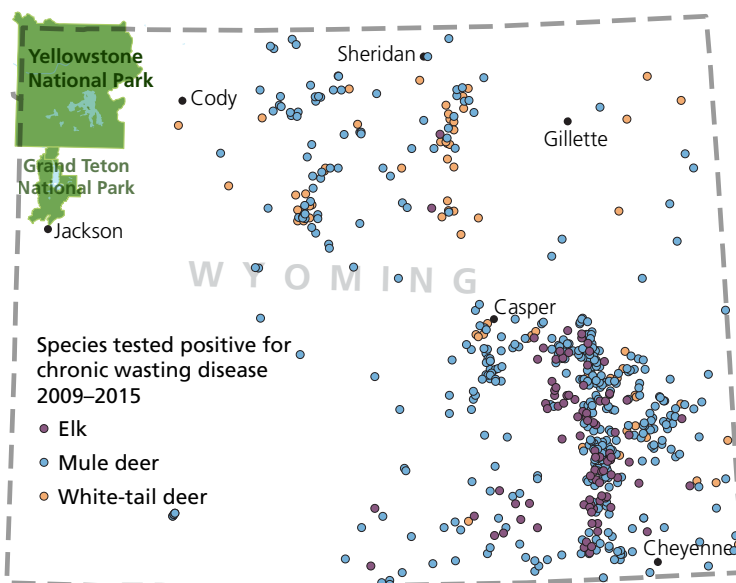 Yellowstone
National Park
Sheridan
Cody
Gillette
Grand Teton
National Park
Jackson
WYOMING
Casper
Species tested positive for
chronic wasting disease
2009–2015
Elk
Mule deer
White-tail deer
Cheyenne